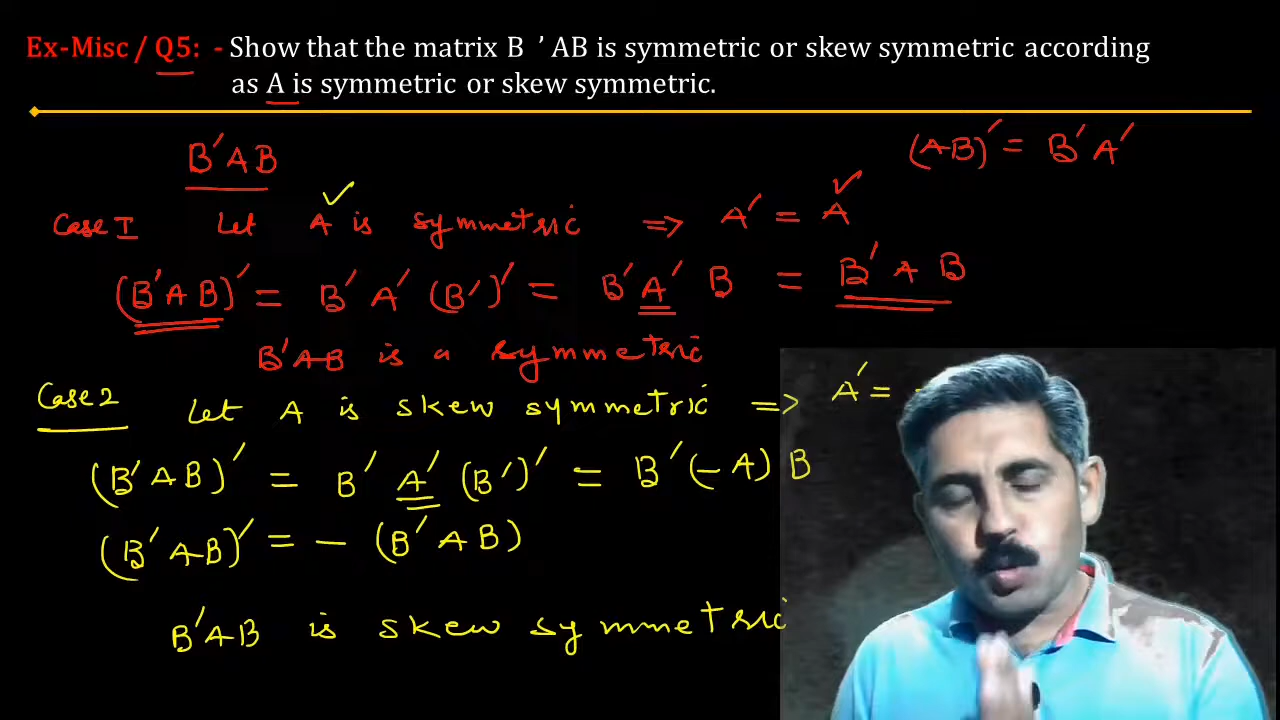 Ex-Misc / Q5: - Show that the matrix B ’ AB is symmetric or skew symmetric according
as A is symmetric or skew symmetric.
B'AB
(AB)' = B'A'
Case I Let A is symmetric => A' = A
(B'AB)' = B' A' (B')' = B' A' B = B' A B
B'AB is a symmetric
Case 2 Let A is skew symmetric => A' = -
(B'AB)' = B' A' (B')' = B'(-A) B
(B'AB)' = - (B'AB)
B'AB is skew symmetric